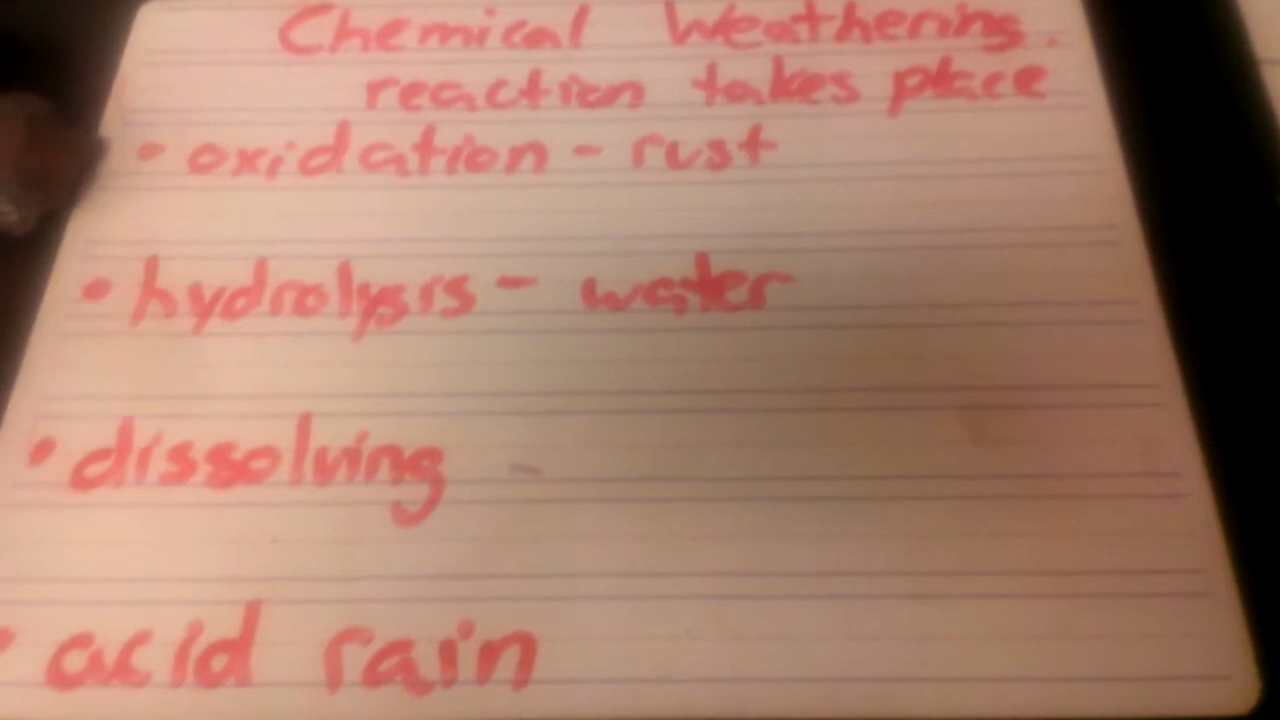 Chemical Weathering.
reaction takes place
• oxidation - rust
• hydrolysis - water
• dissolving -
• acid rain